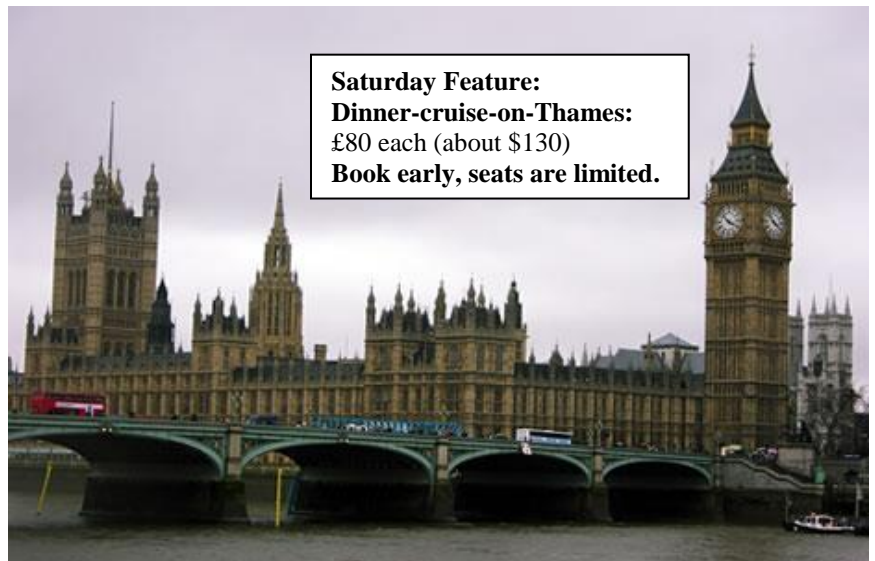 Saturday Feature:
Dinner-cruise-on-Thames:
£80 each (about $130)
Book early, seats are limited.